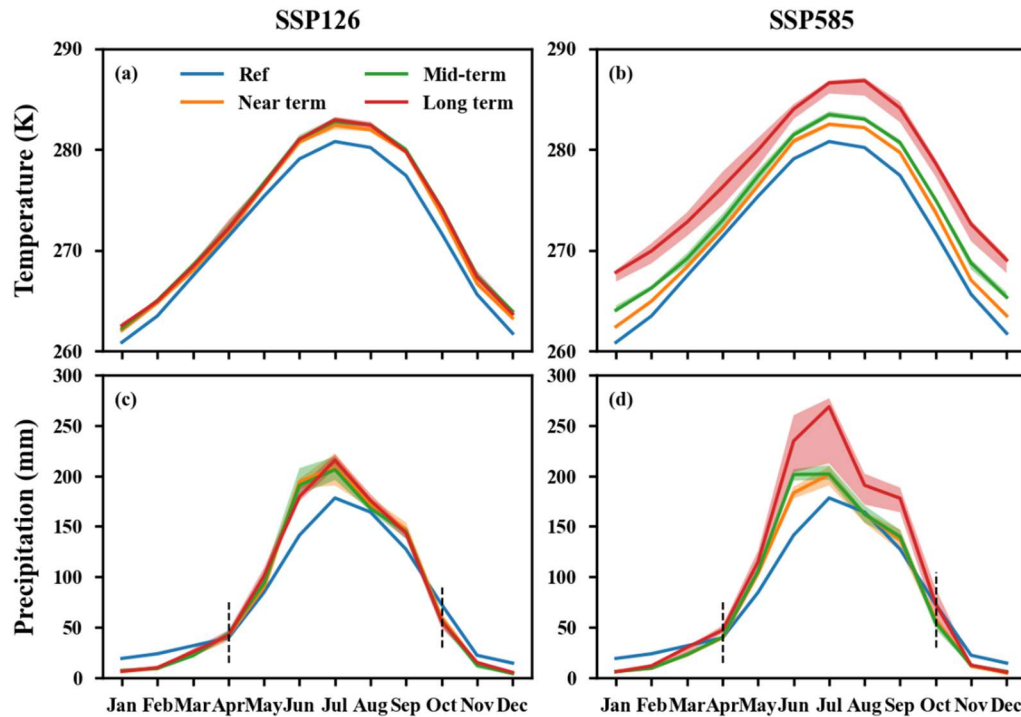 SSP126 SSP585
Temperature (K)
290
280
270
260
(a)
Ref
Near term
Mid-term
Long term
290
280
270
260
(b)
Precipitation (mm)
300
250
200
150
100
50
0
(c)
Jan Feb Mar Apr May Jun Jul Aug Sep Oct Nov Dec
300
250
200
150
100
50
0
(d)
Jan Feb Mar Apr May Jun Jul Aug Sep Oct Nov Dec